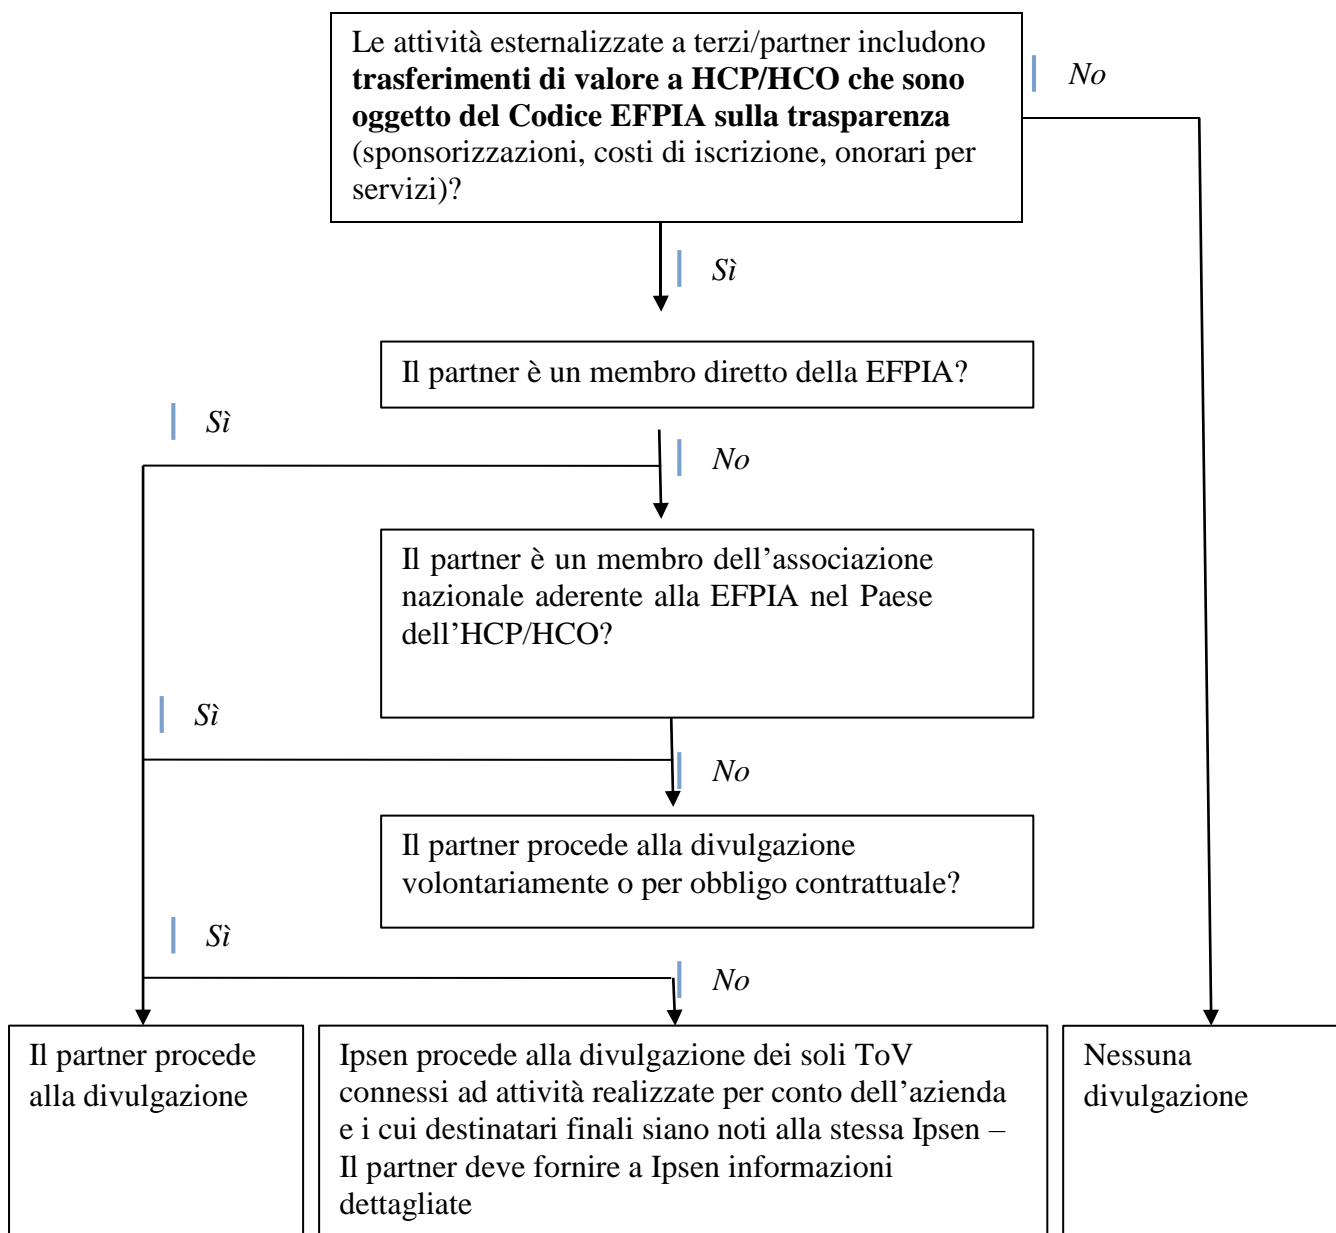 Le attività esternalizzate a terzi/partner includono
trasferimenti di valore a HCP/HCO che sono
oggetto del Codice EFPIA sulla trasparenza
(sponsorizzazioni, costi di iscrizione, onorari per
servizi)?
No
Sì
Il partner è un membro diretto della EFPIA?
Sì
No
Il partner è un membro dell’associazione
nazionale aderente alla EFPIA nel Paese
dell’HCP/HCO?
Sì
No
Il partner procede alla divulgazione
volontariamente o per obbligo contrattuale?
Sì
No
Il partner procede
alla divulgazione
Ipsen procede alla divulgazione dei soli ToV
connessi ad attività realizzate per conto dell’azienda
e i cui destinatari finali siano noti alla stessa Ipsen –
Il partner deve fornire a Ipsen informazioni
dettagliate
Nessuna
divulgazione